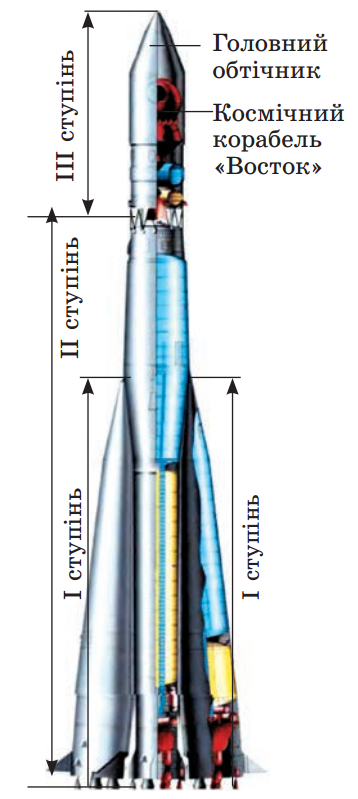 Головний
обтічник
Космічний
корабель
«Восток»
III ступінь
II ступінь
I ступінь
I ступінь